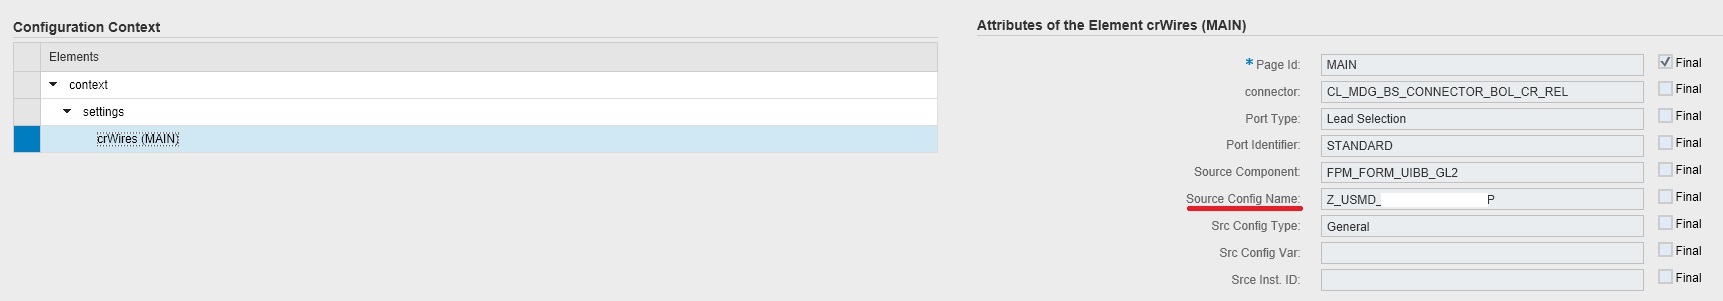 Configuration Context
Elements
context
settings
crWires (MAIN)
Attributes of the Element crWires (MAIN)
* Page Id: MAIN Final
connector: CL_MDG_BS_CONNECTOR_BOL_CR_REL Final
Port Type: Lead Selection Final
Port Identifier: STANDARD Final
Source Component: FPM_FORM_UIBB_GL2 Final
Source Config Name: Z_USMD_ P Final
Src Config Type: General Final
Src Config Var: Final
Srce Inst. ID: Final